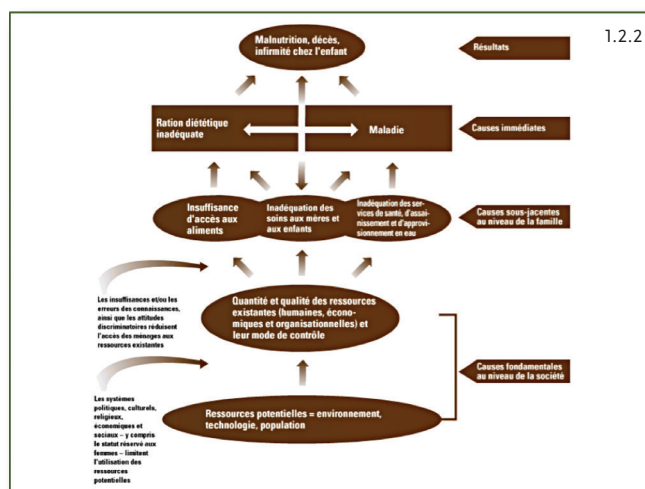 1.2.2
Malnutrition, décès,
infirmité chez l'enfant
Résultats
Ration diététique
inadéquate
Maladie
Causes immédiates
Insuffisance
d'accès aux
aliments
Inadéquation des
soins aux mères et
aux enfants
Inadéquation des ser-
vices de santé, d'assai-
nissement et d'approvi-
sionnement en eau
Causes sous-jacentes
au niveau de la famille
Les insuffisances et/ou les
erreurs des connaissances,
ainsi que les attitudes
discriminatoires réduisent
l'accès des ménages aux
ressources existantes
Quantité et qualité des ressources
existantes (humaines, écono-
miques et organisationnelles) et
leur mode de contrôle
Causes fondamentales
au niveau de la société
Les systèmes
politiques, culturels,
religieux,
économiques et
sociaux – y compris
le statut réservé aux
femmes – limitent
l'utilisation des
ressources
potentielles
Ressources potentielles = environnement,
technologie, population